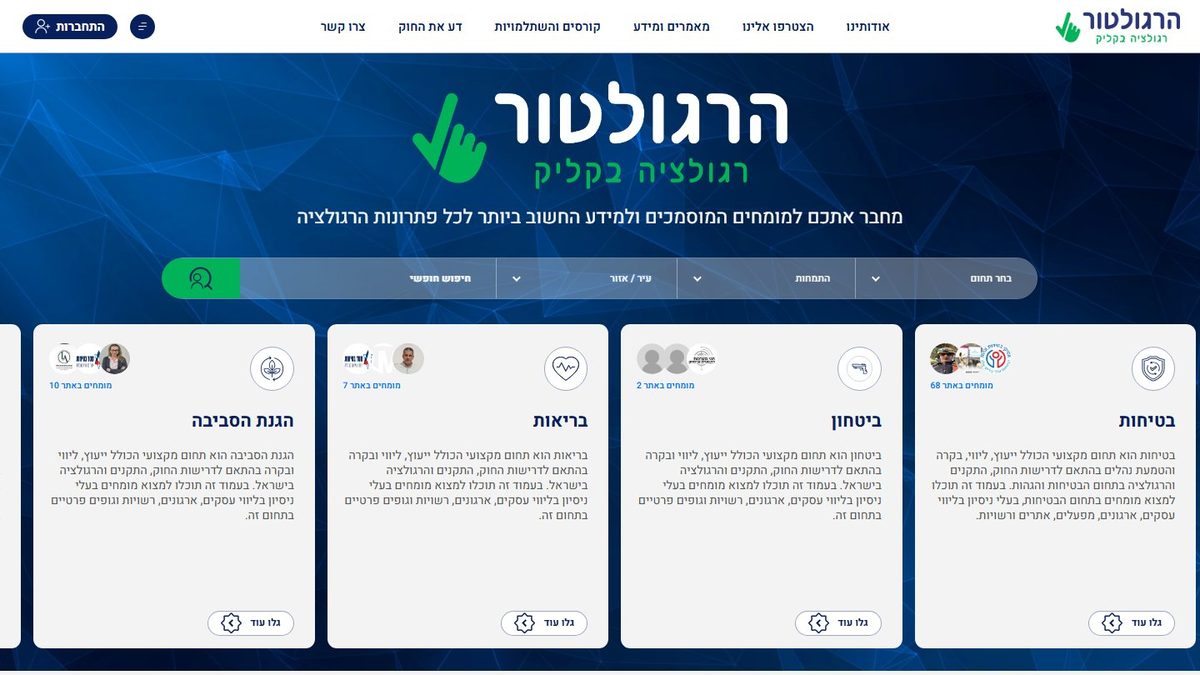 הרגולטור
רגולציה בקליק
אודותינו
הצטרפו אלינו
מאמרים ומידע
קורסים והשתלמויות
דע את החוק
צרו קשר
התחברות
הרגולטור
רגולציה בקליק
מחבר אתכם למומחים המוסמכים ולמידע החשוב ביותר לכל פתרונות הרגולציה
בחר תחום
התמחות
עיר / אזור
חיפוש חופשי
מומחים באתר 68
בטיחות
בטיחות הוא תחום מקצועי הכולל ייעוץ, ליווי, בקרה
והטמעת נהלים בהתאם לדרישות החוק, התקנים
והרגולציה בתחום הבטיחות והגהות. בעמוד זה תוכלו
למצוא מומחים בתחום הבטיחות, בעלי ניסיון בליווי
עסקים, ארגונים, מפעלים, אתרים ורשויות.
גלו עוד
מומחים באתר 2
ביטחון
ביטחון הוא תחום מקצועי הכולל ייעוץ, ליווי ובקרה
בהתאם לדרישות החוק, התקנים והרגולציה
בישראל. בעמוד זה תוכלו למצוא מומחים בעלי
ניסיון בליווי עסקים, ארגונים, רשויות וגופים פרטיים
בתחום זה.
גלו עוד
מומחים באתר 7
בריאות
בריאות הוא תחום מקצועי הכולל ייעוץ, ליווי ובקרה
בהתאם לדרישות החוק, התקנים והרגולציה
בישראל. בעמוד זה תוכלו למצוא מומחים בעלי
ניסיון בליווי עסקים, ארגונים, רשויות וגופים פרטיים
בתחום זה.
גלו עוד
מומחים באתר 10
הגנת הסביבה
הגנת הסביבה הוא תחום מקצועי הכולל ייעוץ, ליווי
ובקרה בהתאם לדרישות החוק, התקנים והרגולציה
בישראל. בעמוד זה תוכלו למצוא מומחים בעלי
ניסיון בליווי עסקים, ארגונים, רשויות וגופים פרטיים
בתחום זה.
גלו עוד